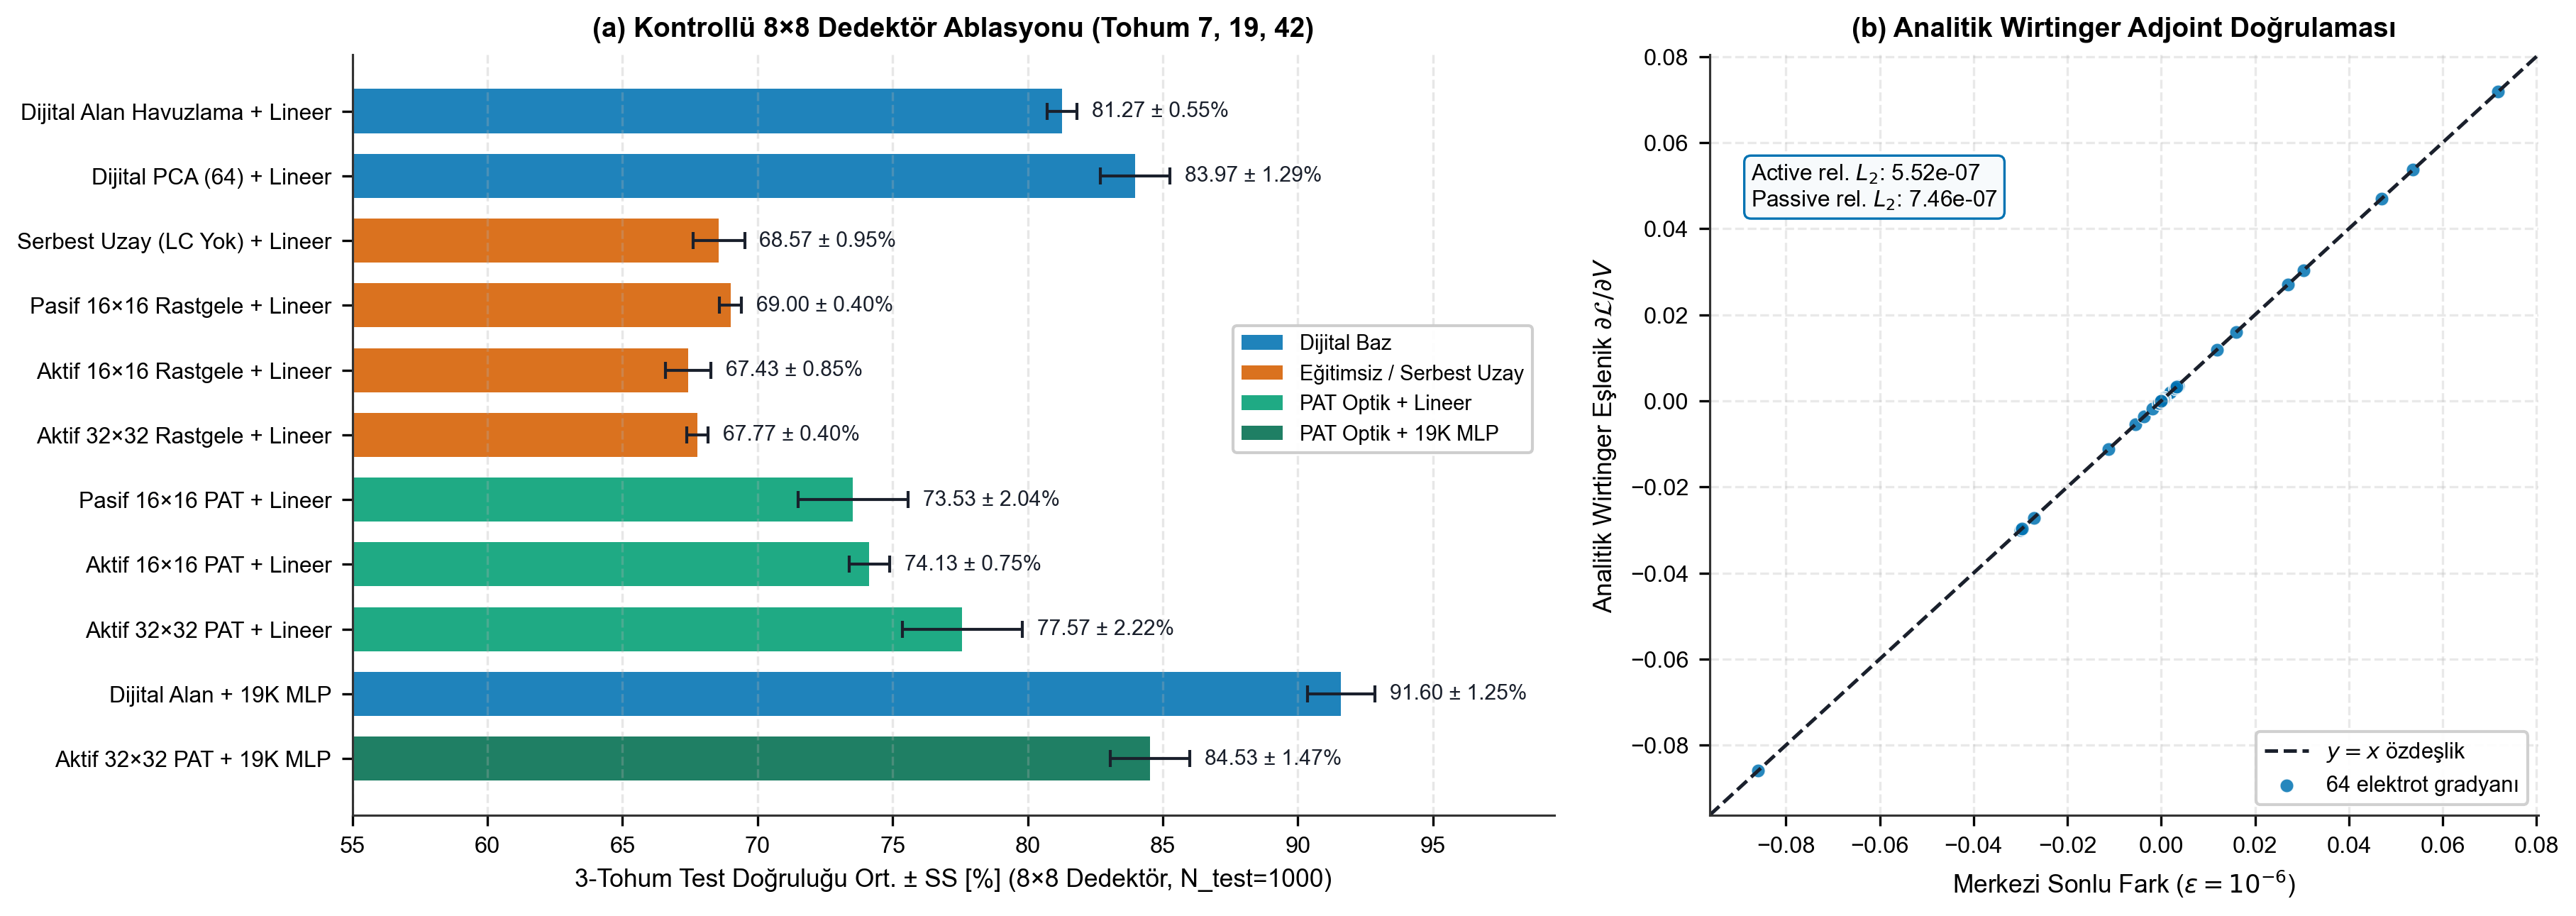 (a) Kontrollü 8×8 Dedektör Ablasyonu (Tohum 7, 19, 42)
Dijital Alan Havuzlama + Lineer
81.27 ± 0.55%
Dijital PCA (64) + Lineer
83.97 ± 1.29%
Serbest Uzay (LC Yok) + Lineer
68.57 ± 0.95%
Pasif 16×16 Rastgele + Lineer
69.00 ± 0.40%
Aktif 16×16 Rastgele + Lineer
67.43 ± 0.85%
Aktif 32×32 Rastgele + Lineer
67.77 ± 0.40%
Pasif 16×16 PAT + Lineer
73.53 ± 2.04%
Aktif 16×16 PAT + Lineer
74.13 ± 0.75%
Aktif 32×32 PAT + Lineer
77.57 ± 2.22%
Dijital Alan + 19K MLP
91.60 ± 1.25%
Aktif 32×32 PAT + 19K MLP
84.53 ± 1.47%
Dijital Baz
Eğitimsiz / Serbest Uzay
PAT Optik + Lineer
PAT Optik + 19K MLP
55 60 65 70 75 80 85 90 95
3-Tohum Test Doğruluğu Ort. ± SS [%] (8×8 Dedektör, N_test=1000)
(b) Analitik Wirtinger Adjoint Doğrulaması
Analitik Wirtinger Eşlenik ∂ℒ/∂V
0.08
0.06
0.04
0.02
0.00
−0.02
−0.04
−0.06
−0.08
Active rel. L₂: 5.52e-07
Passive rel. L₂: 7.46e-07
y = x özdeşlik
64 elektrot gradyanı
−0.08 −0.06 −0.04 −0.02 0.00 0.02 0.04 0.06 0.08
Merkezi Sonlu Fark (ε = 10⁻⁶)